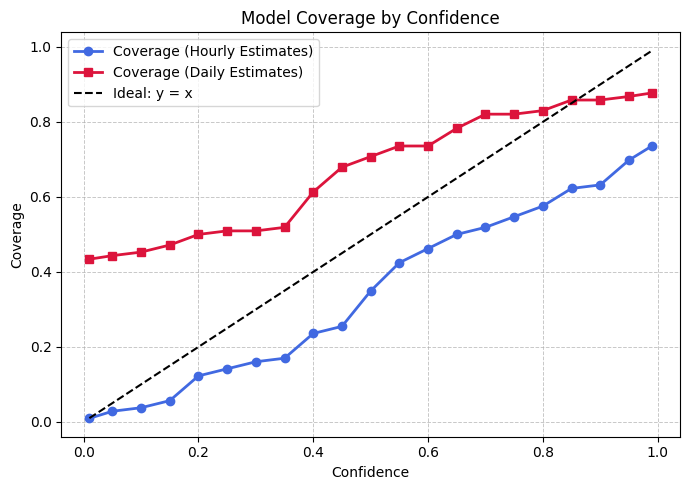 Model Coverage by Confidence
Coverage (Hourly Estimates)
Coverage (Daily Estimates)
Ideal: y = x
1.0
0.8
0.6
0.4
0.2
0.0
Coverage
0.0 0.2 0.4 0.6 0.8 1.0
Confidence